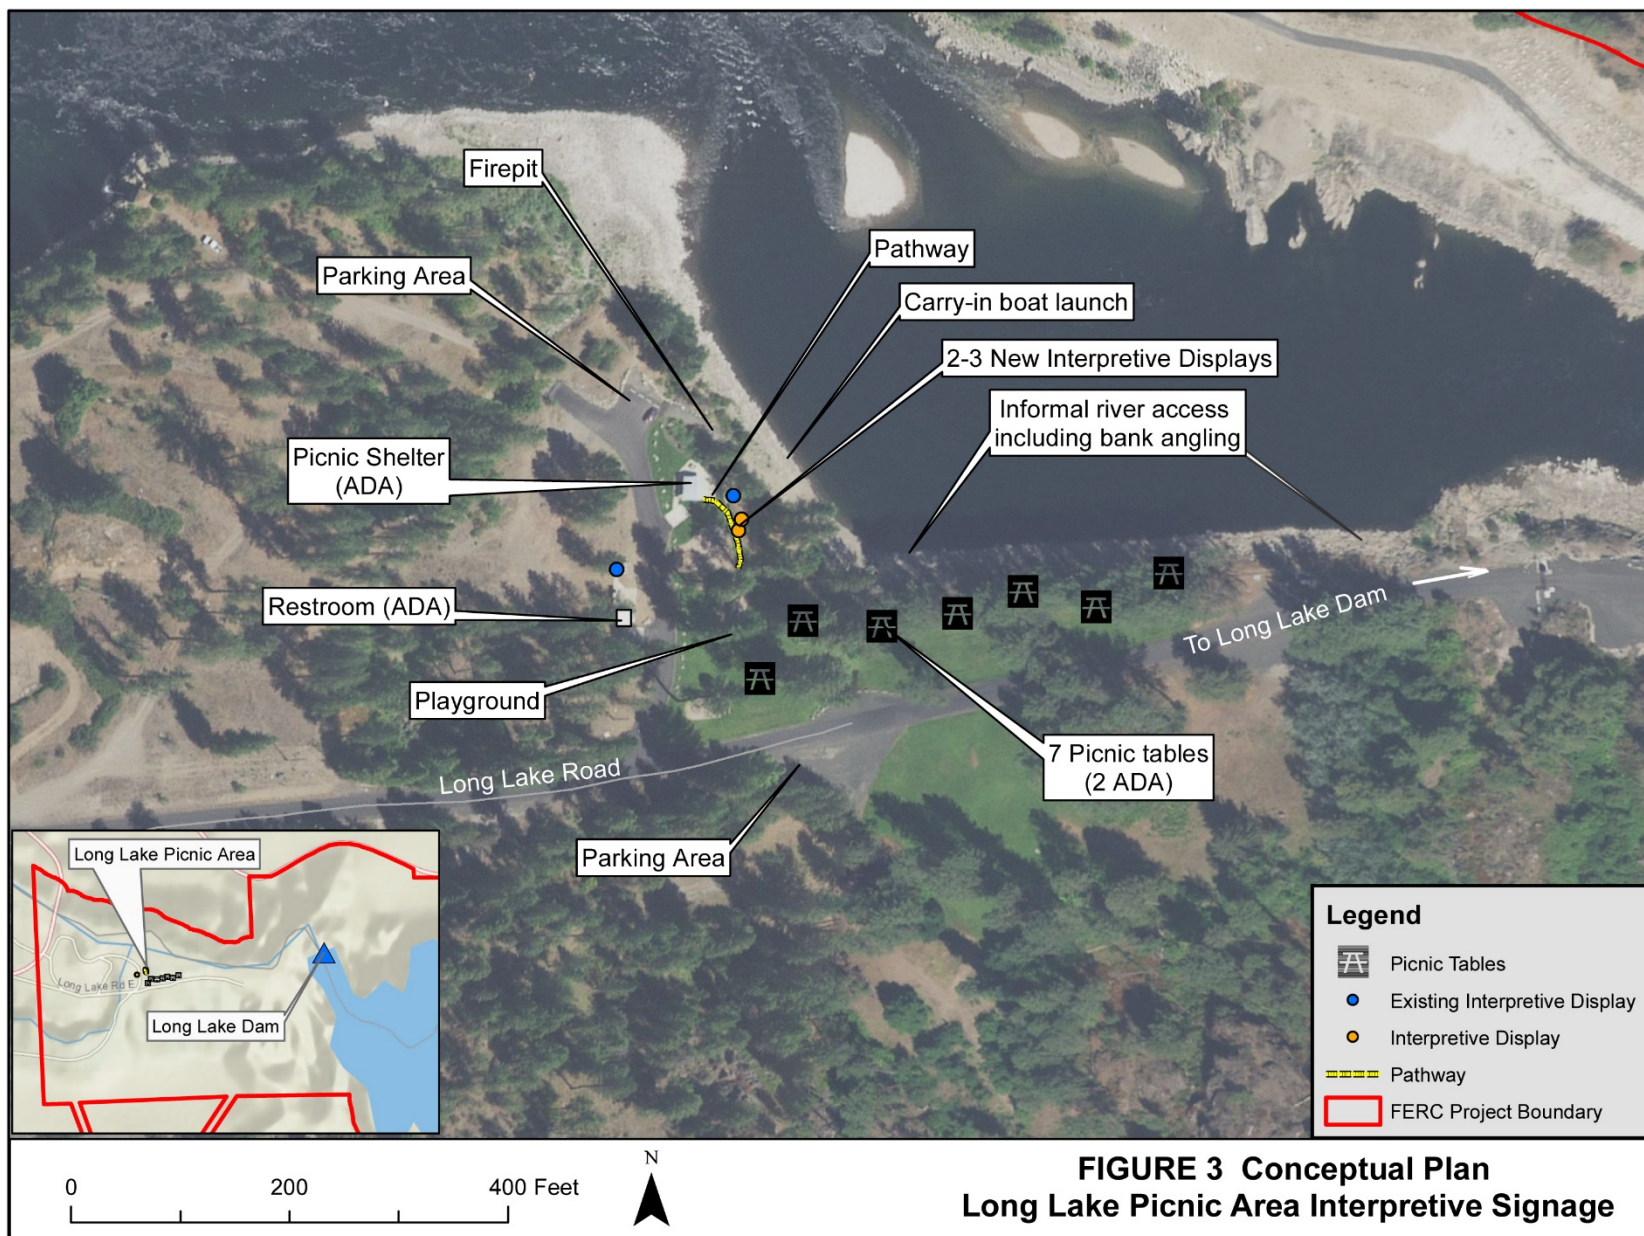 Firepit
Pathway
Parking Area
Carry-in boat launch
2-3 New Interpretive Displays
Informal river access
including bank angling
Picnic Shelter
(ADA)
Restroom (ADA)
To Long Lake Dam
Playground
7 Picnic tables
(2 ADA)
Long Lake Road
Parking Area
Long Lake Picnic Area
Long Lake Rd E
Long Lake Dam
Legend
Picnic Tables
Existing Interpretive Display
Interpretive Display
Pathway
FERC Project Boundary
0 200 400 Feet
N
FIGURE 3 Conceptual Plan
Long Lake Picnic Area Interpretive Signage